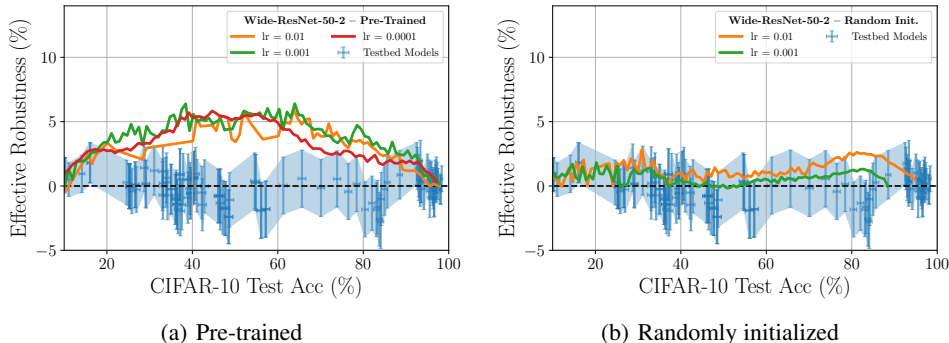 Wide-ResNet-50-2 – Pre-Trained
lr = 0.01
lr = 0.0001
lr = 0.001
Testbed Models
Effective Robustness (%)
10
5
0
−5
20
40
60
80
100
CIFAR-10 Test Acc (%)
(a) Pre-trained
Wide-ResNet-50-2 – Random Init.
lr = 0.01
Testbed Models
lr = 0.001
Effective Robustness (%)
10
5
0
−5
20
40
60
80
100
CIFAR-10 Test Acc (%)
(b) Randomly initialized